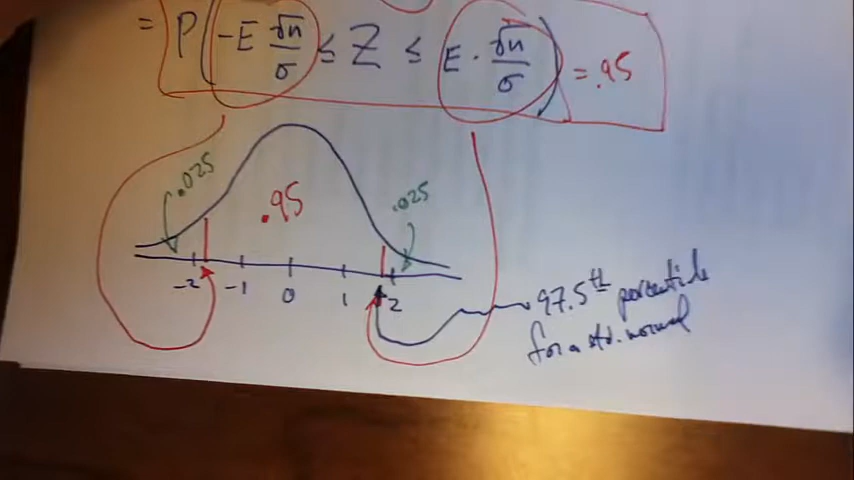 = P(-E √n/σ ≤ Z ≤ E · √n/σ) = .95
.025
.95
.025
-2 -1 0 1 2
97.5th percentile
for a std. normal